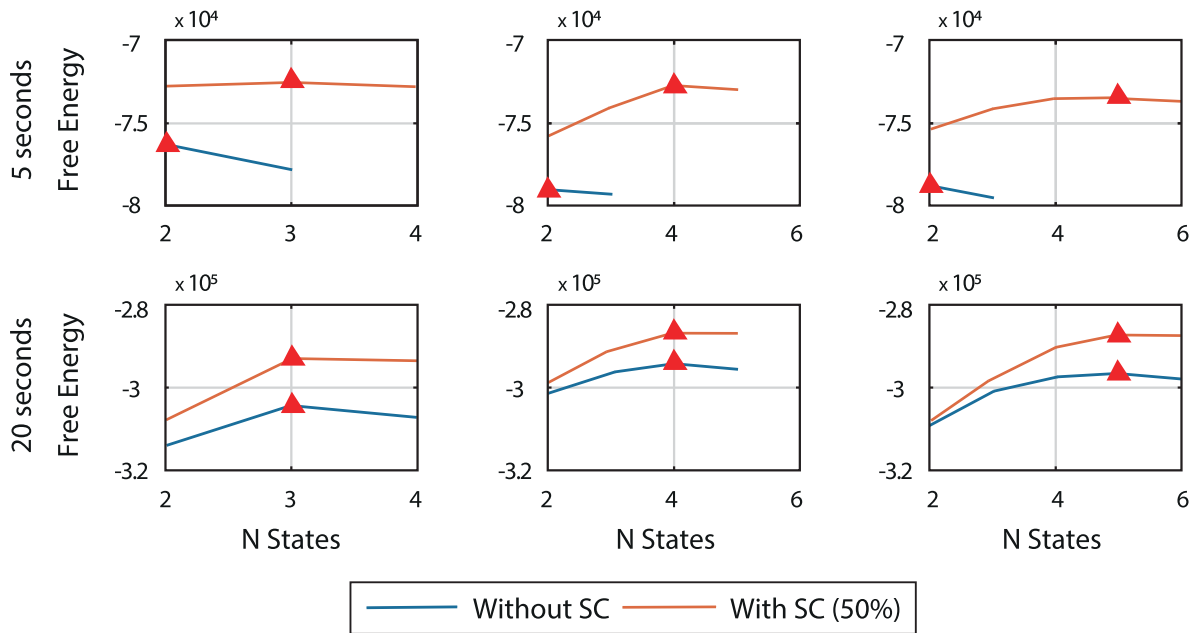 x 10⁴ x 10⁴ x 10⁴
5 seconds
Free Energy
-7 -7 -7
-7.5 -7.5 -7.5
-8 -8 -8
2 3 4 2 4 6 2 4 6
x 10⁵ x 10⁵ x 10⁵
20 seconds
Free Energy
-2.8 -2.8 -2.8
-3 -3 -3
-3.2 -3.2 -3.2
2 3 4 2 4 6 2 4 6
N States N States N States
Without SC With SC (50%)